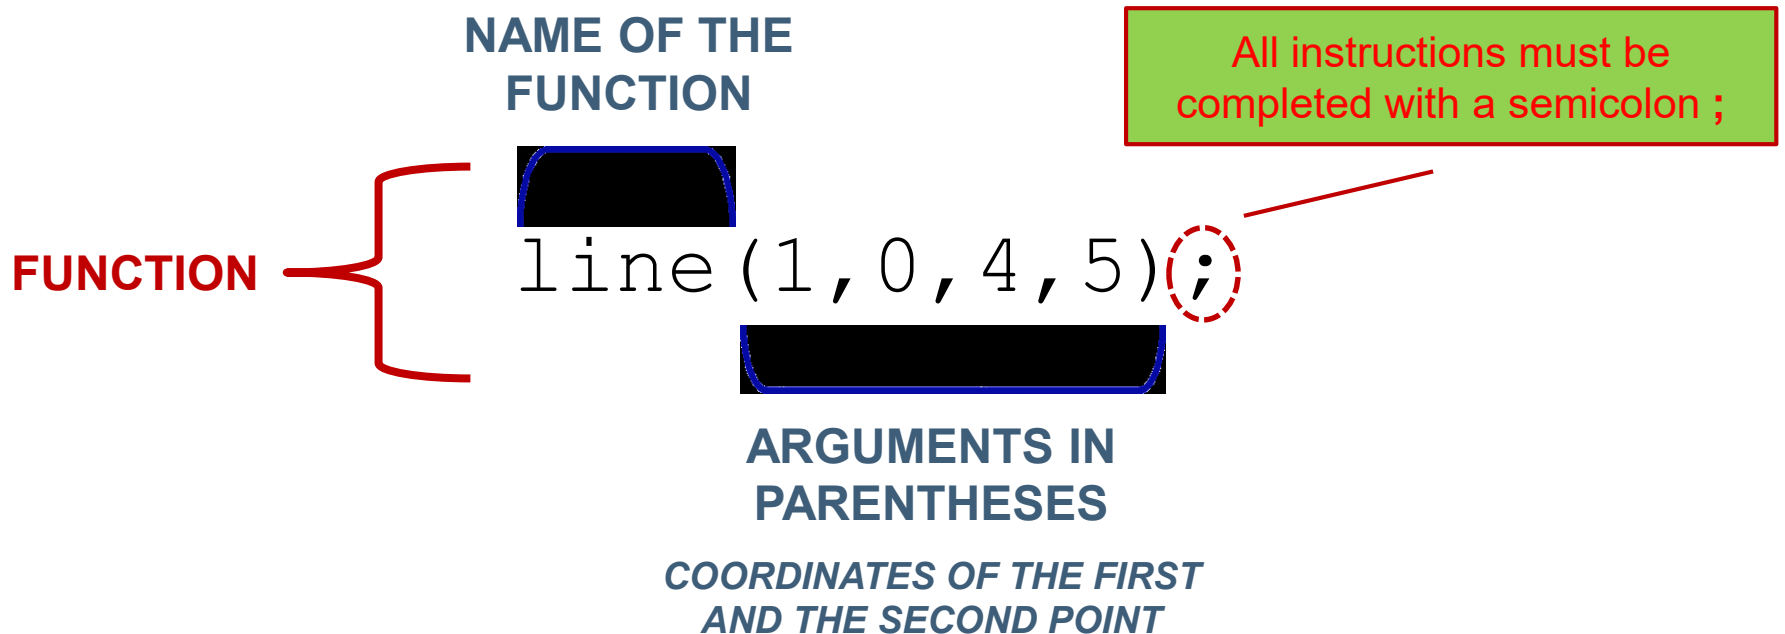 NAME OF THE
FUNCTION
All instructions must be
completed with a semicolon ;
FUNCTION
line(1,0,4,5);
ARGUMENTS IN
PARENTHESES
COORDINATES OF THE FIRST
AND THE SECOND POINT